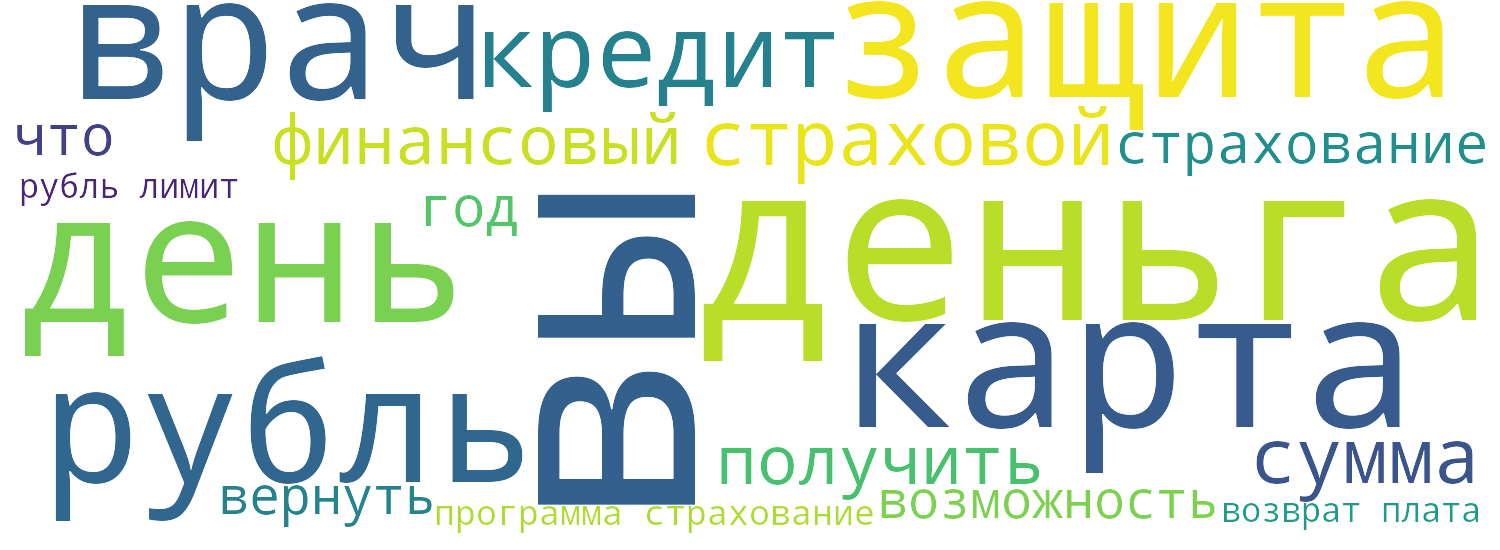 врач кредит защита
что финансовый страховой страхование
рубль лимит
год
день вы деньга
карта
рубль
получить сумма
вернуть программа страхование возможность возврат плата